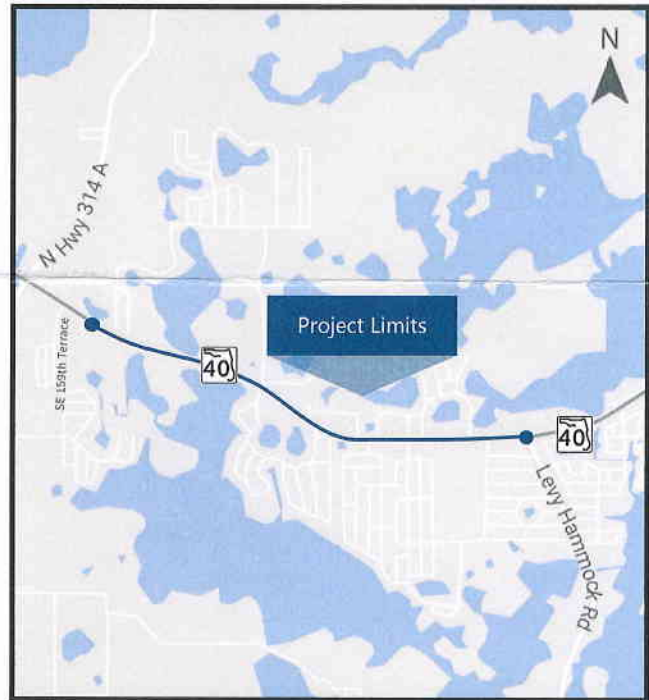 N
N Hwy 314 A
Project Limits
SE 159th Terrace
40
40
Levy Hammock Rd